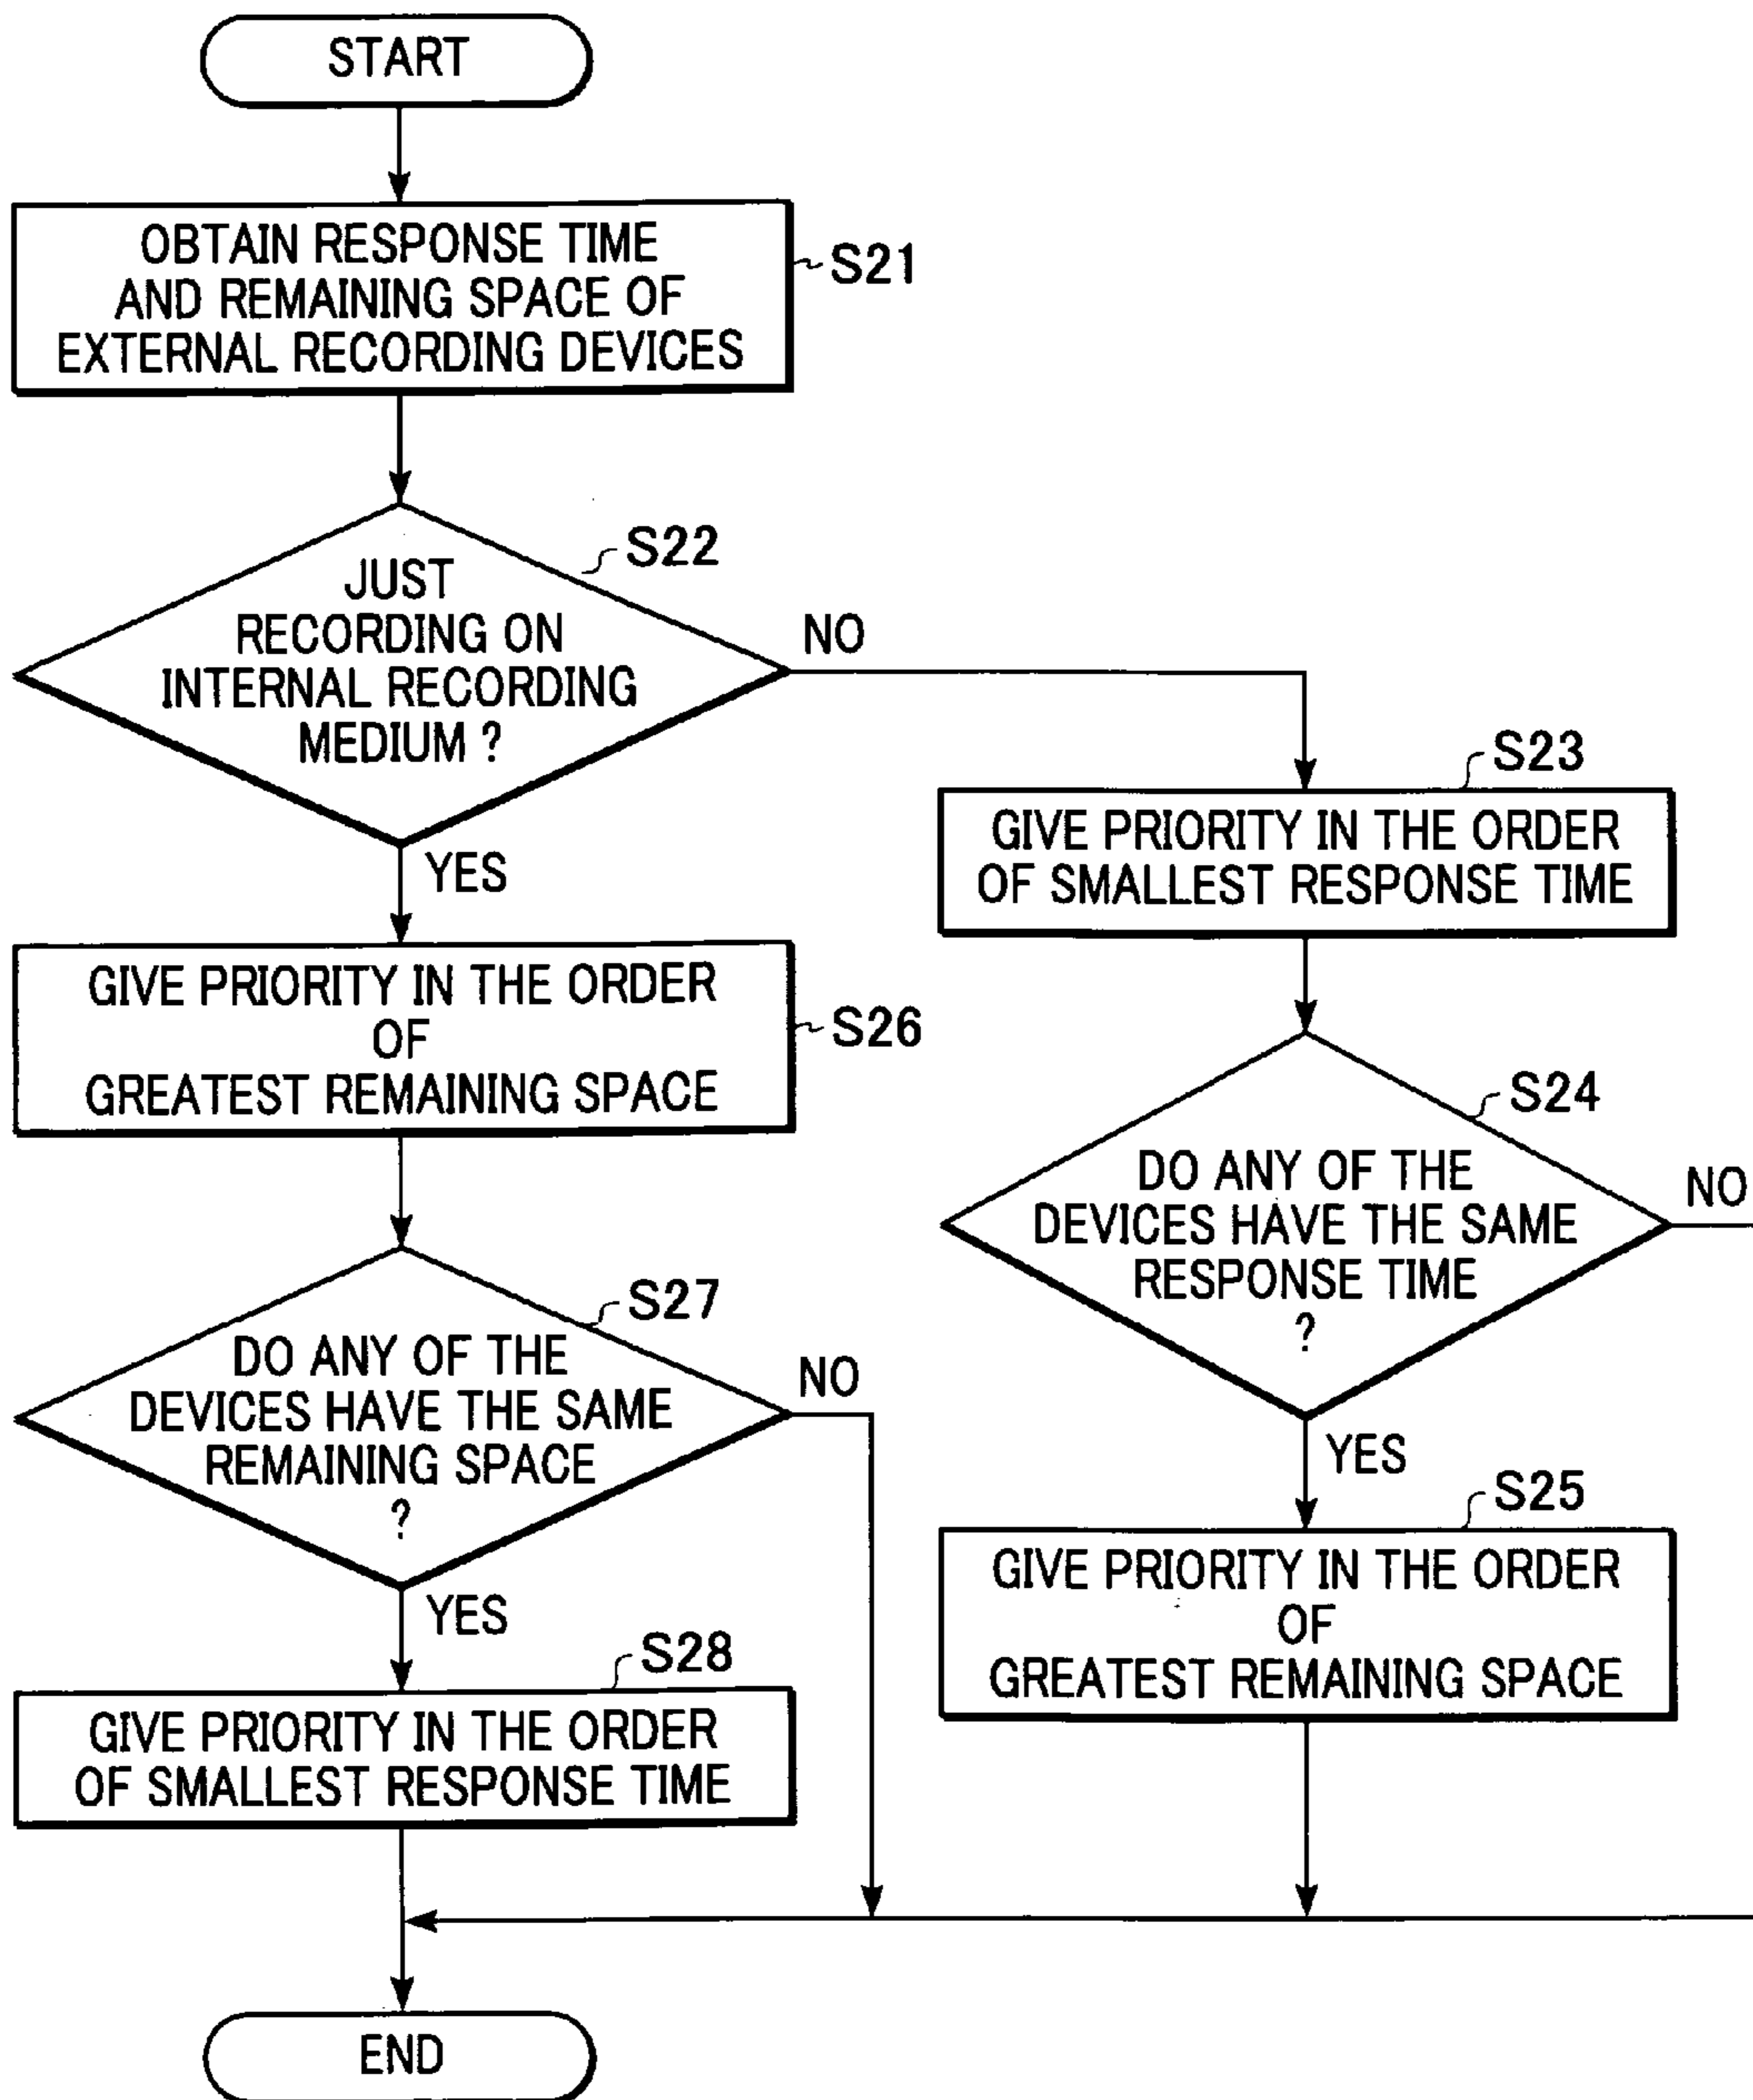 START
OBTAIN RESPONSE TIME
AND REMAINING SPACE OF
EXTERNAL RECORDING DEVICES
S21
S22
JUST
RECORDING ON
INTERNAL RECORDING
MEDIUM ?
NO
YES
S23
GIVE PRIORITY IN THE ORDER
OF SMALLEST RESPONSE TIME
S24
DO ANY OF THE
DEVICES HAVE THE SAME
RESPONSE TIME
?
NO
YES
S25
GIVE PRIORITY IN THE ORDER
OF
GREATEST REMAINING SPACE
GIVE PRIORITY IN THE ORDER
OF
GREATEST REMAINING SPACE
S26
S27
DO ANY OF THE
DEVICES HAVE THE SAME
REMAINING SPACE
?
NO
YES
S28
GIVE PRIORITY IN THE ORDER
OF SMALLEST RESPONSE TIME
END